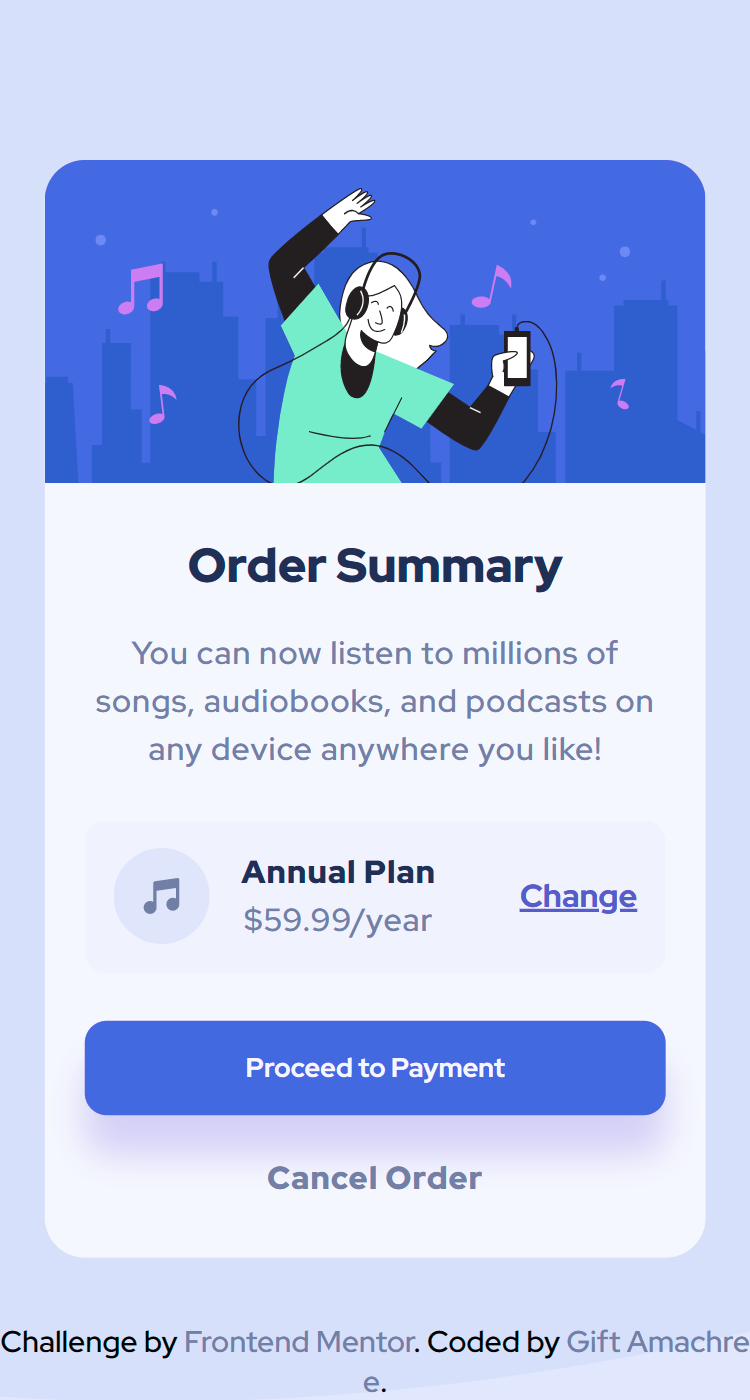 Order Summary
You can now listen to millions of
songs, audiobooks, and podcasts on
any device anywhere you like!
Annual Plan
$59.99/year
Change
Proceed to Payment
Cancel Order
Challenge by Frontend Mentor. Coded by Gift Amachre
e.